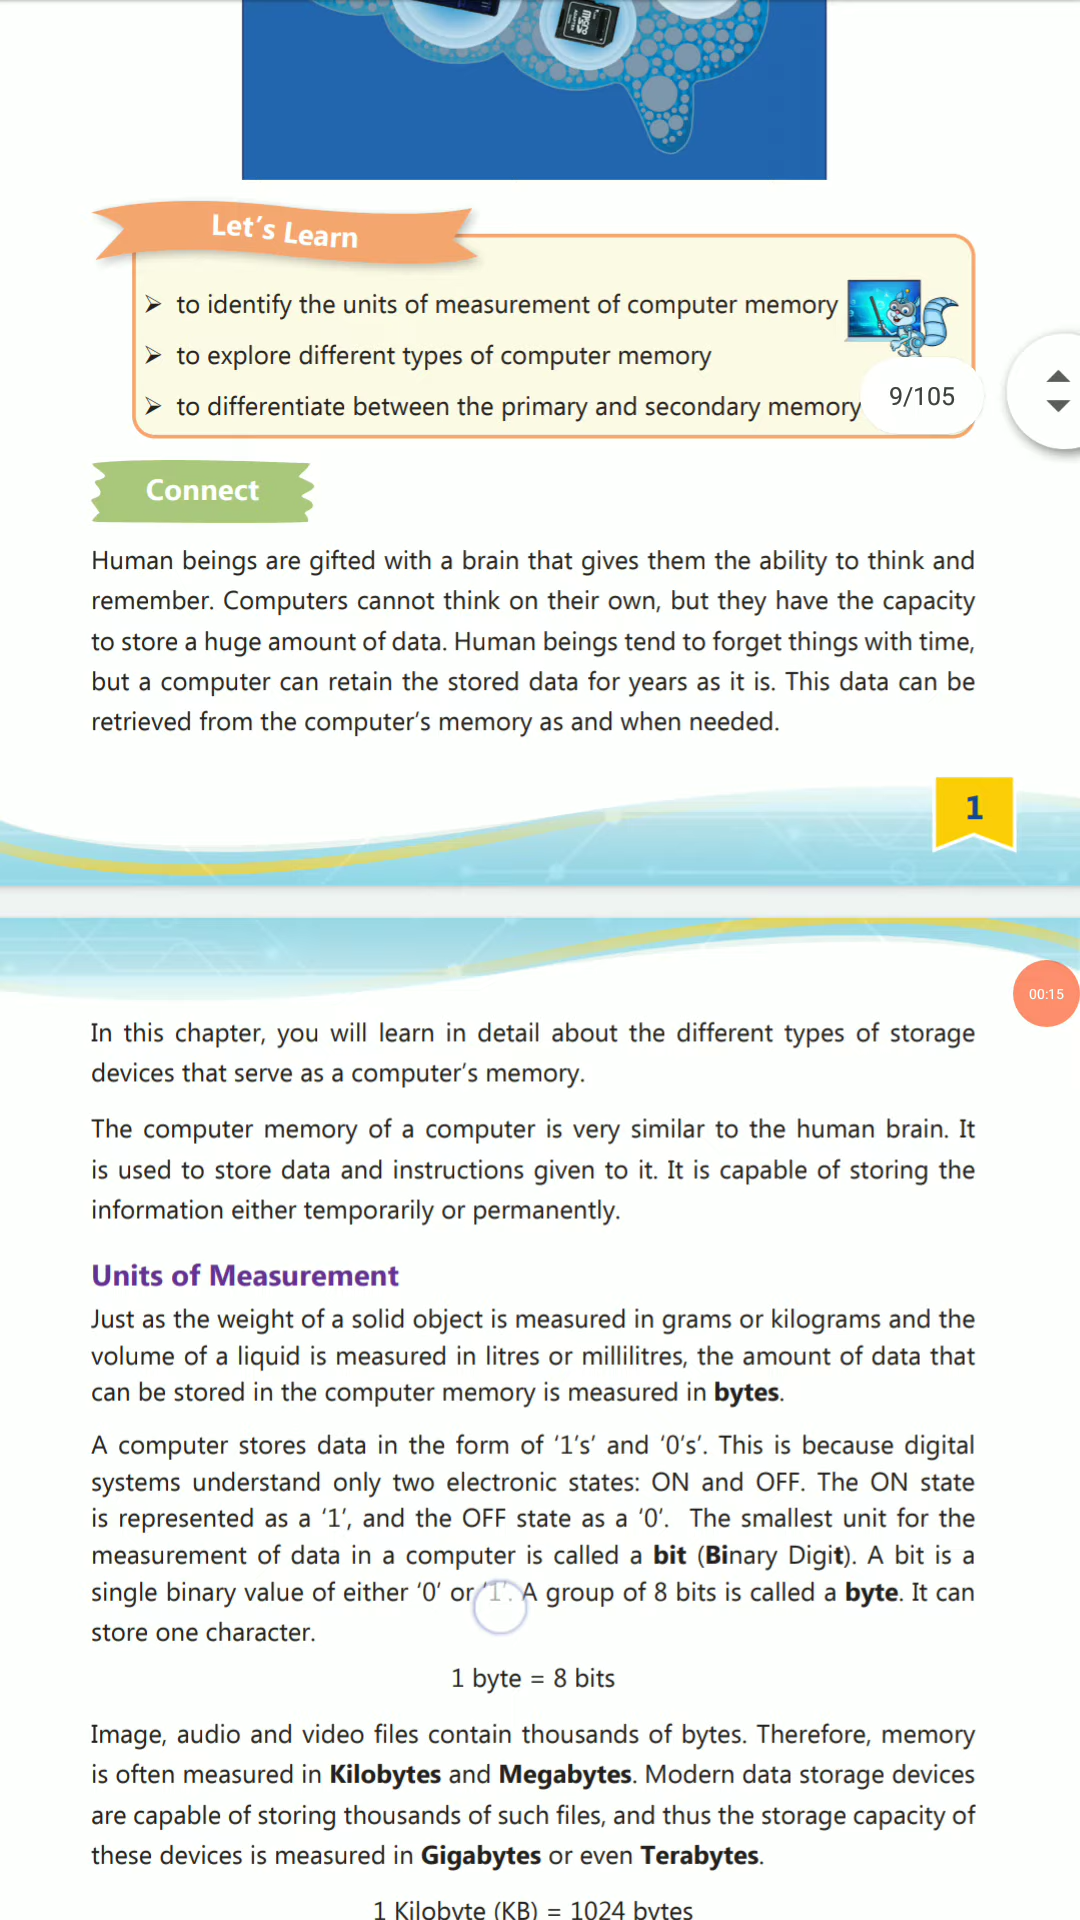 Let's Learn
➢ to identify the units of measurement of computer memory
➢ to explore different types of computer memory
➢ to differentiate between the primary and secondary memory
9/105
Connect
Human beings are gifted with a brain that gives them the ability to think and
remember. Computers cannot think on their own, but they have the capacity
to store a huge amount of data. Human beings tend to forget things with time,
but a computer can retain the stored data for years as it is. This data can be
retrieved from the computer's memory as and when needed.
1
00:15
In this chapter, you will learn in detail about the different types of storage
devices that serve as a computer's memory.
The computer memory of a computer is very similar to the human brain. It
is used to store data and instructions given to it. It is capable of storing the
information either temporarily or permanently.
Units of Measurement
Just as the weight of a solid object is measured in grams or kilograms and the
volume of a liquid is measured in litres or millilitres, the amount of data that
can be stored in the computer memory is measured in bytes.
A computer stores data in the form of '1's' and '0's'. This is because digital
systems understand only two electronic states: ON and OFF. The ON state
is represented as a '1', and the OFF state as a '0'. The smallest unit for the
measurement of data in a computer is called a bit (Binary Digit). A bit is a
single binary value of either '0' or '1'. A group of 8 bits is called a byte. It can
store one character.
1 byte = 8 bits
Image, audio and video files contain thousands of bytes. Therefore, memory
is often measured in Kilobytes and Megabytes. Modern data storage devices
are capable of storing thousands of such files, and thus the storage capacity of
these devices is measured in Gigabytes or even Terabytes.
1 Kilobyte (KB) = 1024 bytes